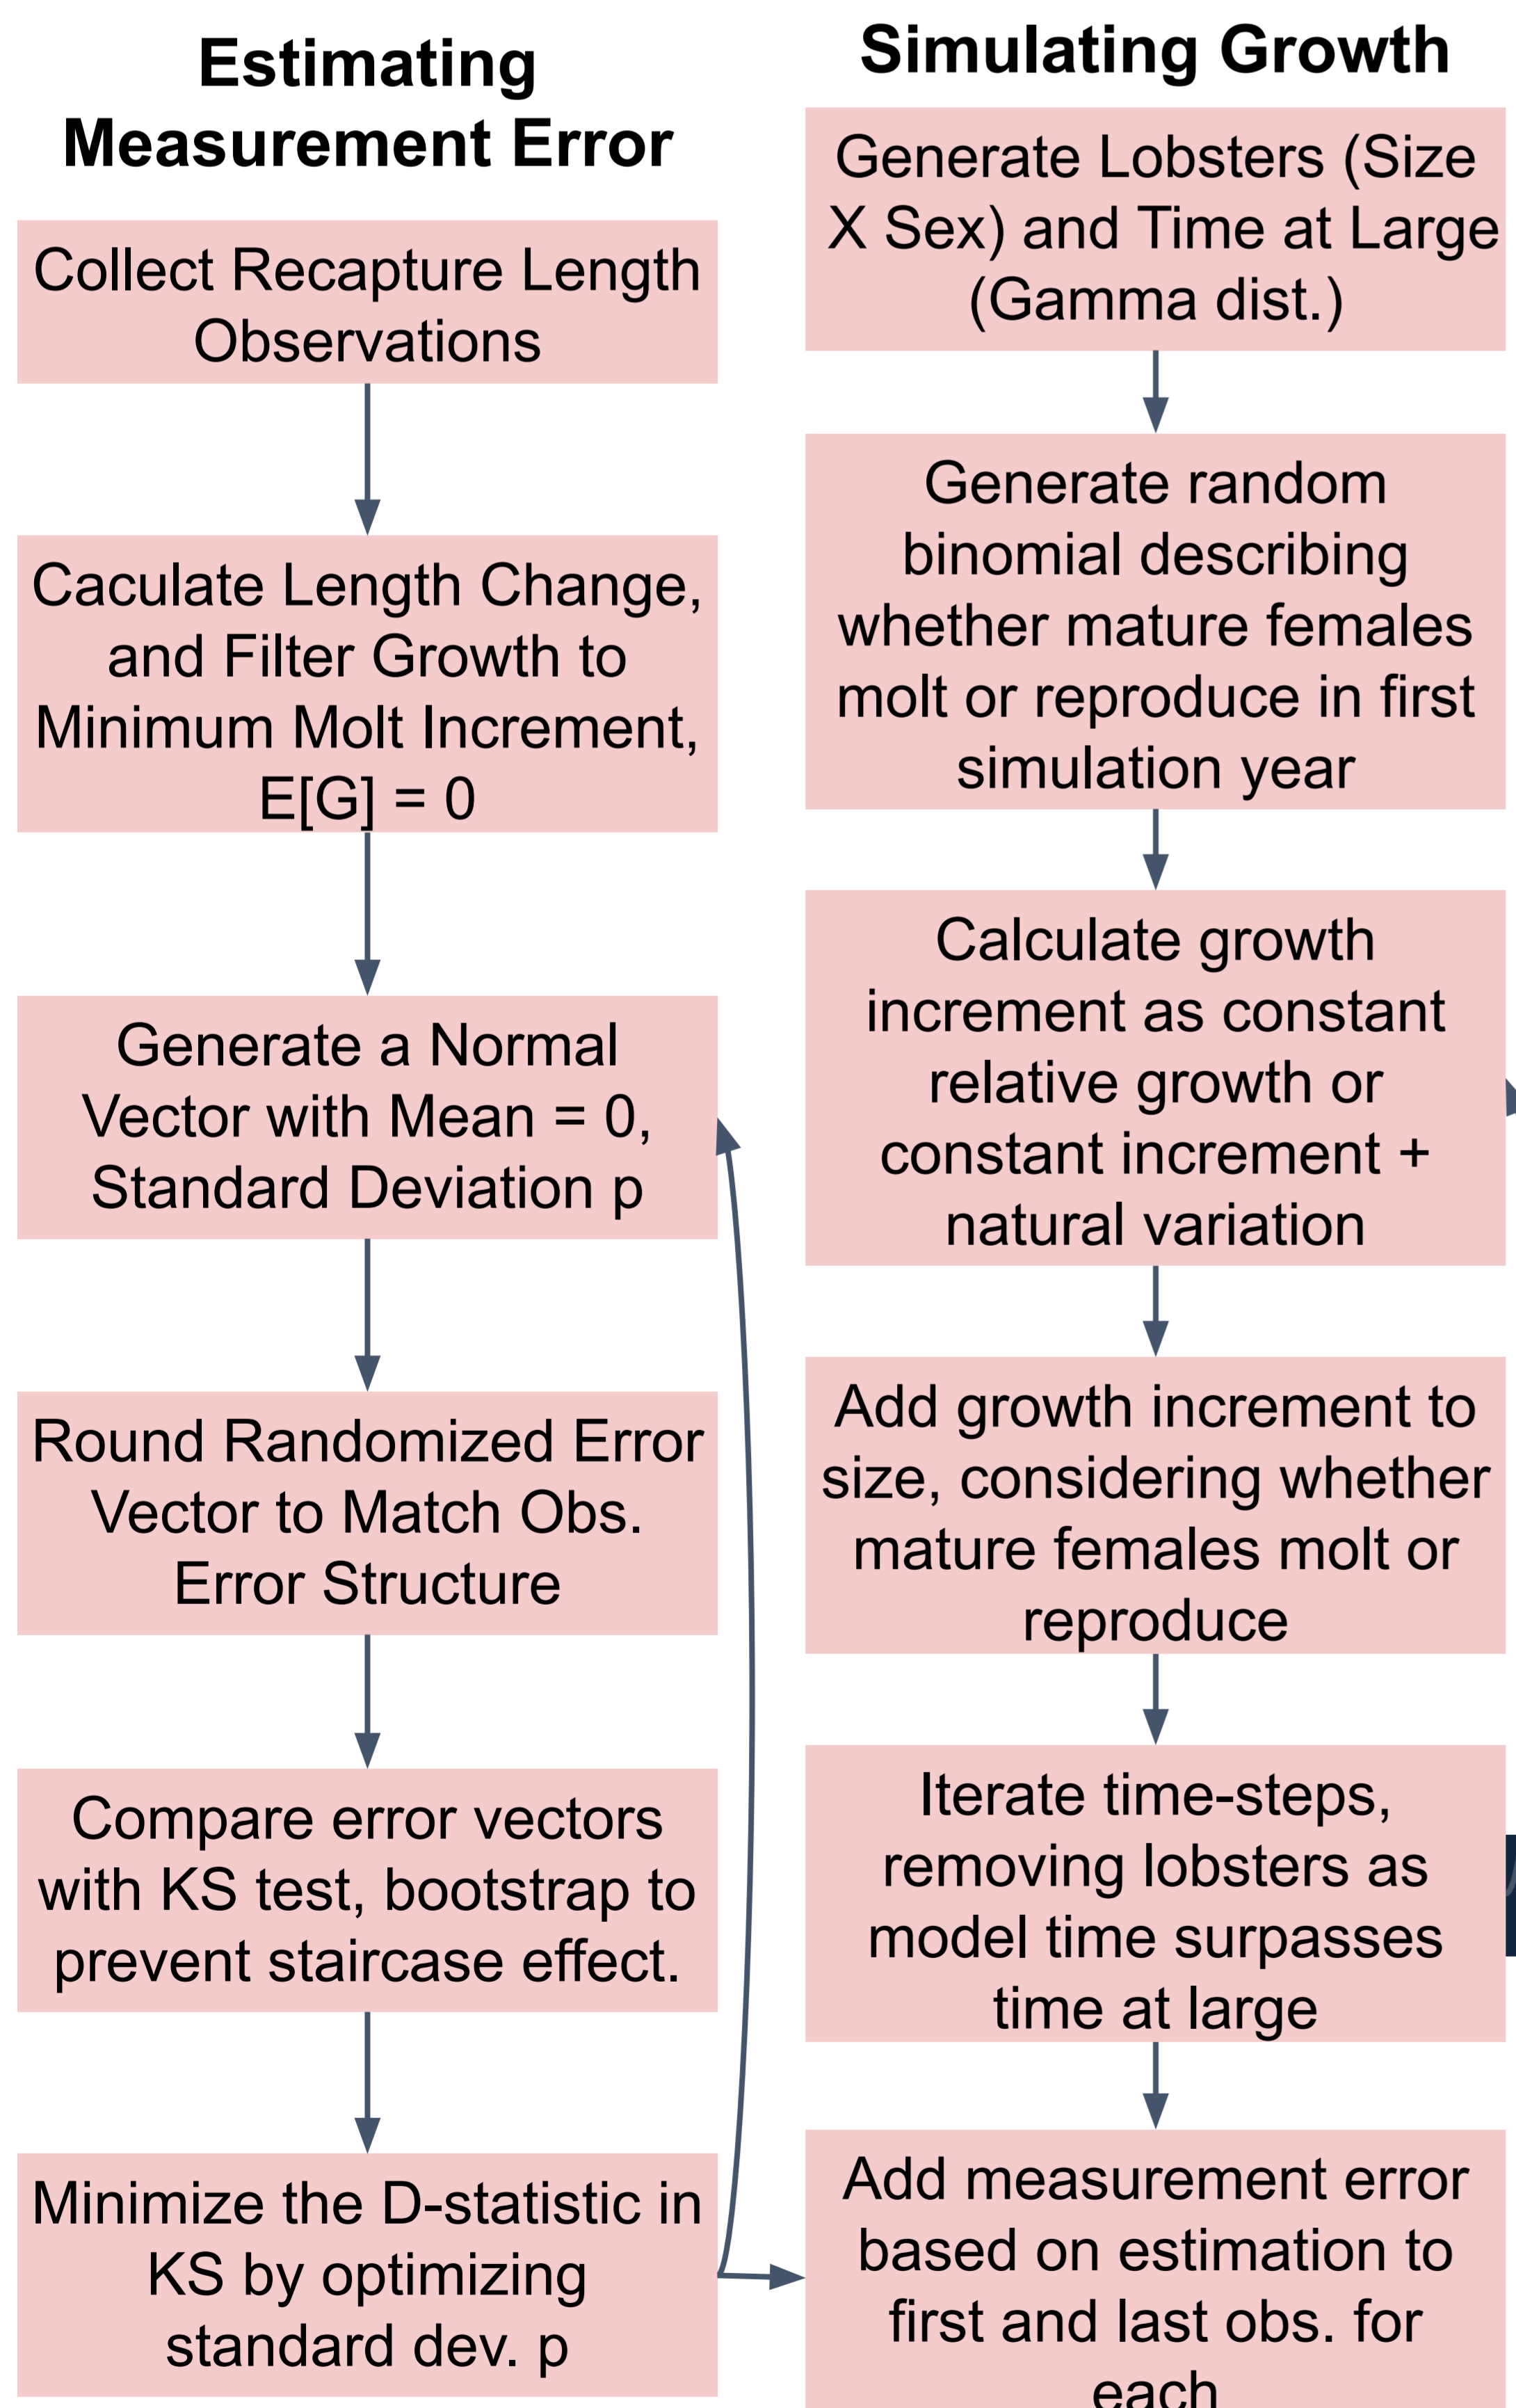 Estimating
Measurement Error
Collect Recapture Length
Observations
Caculate Length Change,
and Filter Growth to
Minimum Molt Increment,
E[G] = 0
Generate a Normal
Vector with Mean = 0,
Standard Deviation p
Round Randomized Error
Vector to Match Obs.
Error Structure
Compare error vectors
with KS test, bootstrap to
prevent staircase effect.
Minimize the D-statistic in
KS by optimizing
standard dev. p
Simulating Growth
Generate Lobsters (Size
X Sex) and Time at Large
(Gamma dist.)
Generate random
binomial describing
whether mature females
molt or reproduce in first
simulation year
Calculate growth
increment as constant
relative growth or
constant increment +
natural variation
Add growth increment to
size, considering whether
mature females molt or
reproduce
Iterate time-steps,
removing lobsters as
model time surpasses
time at large
Add measurement error
based on estimation to
first and last obs. for
each